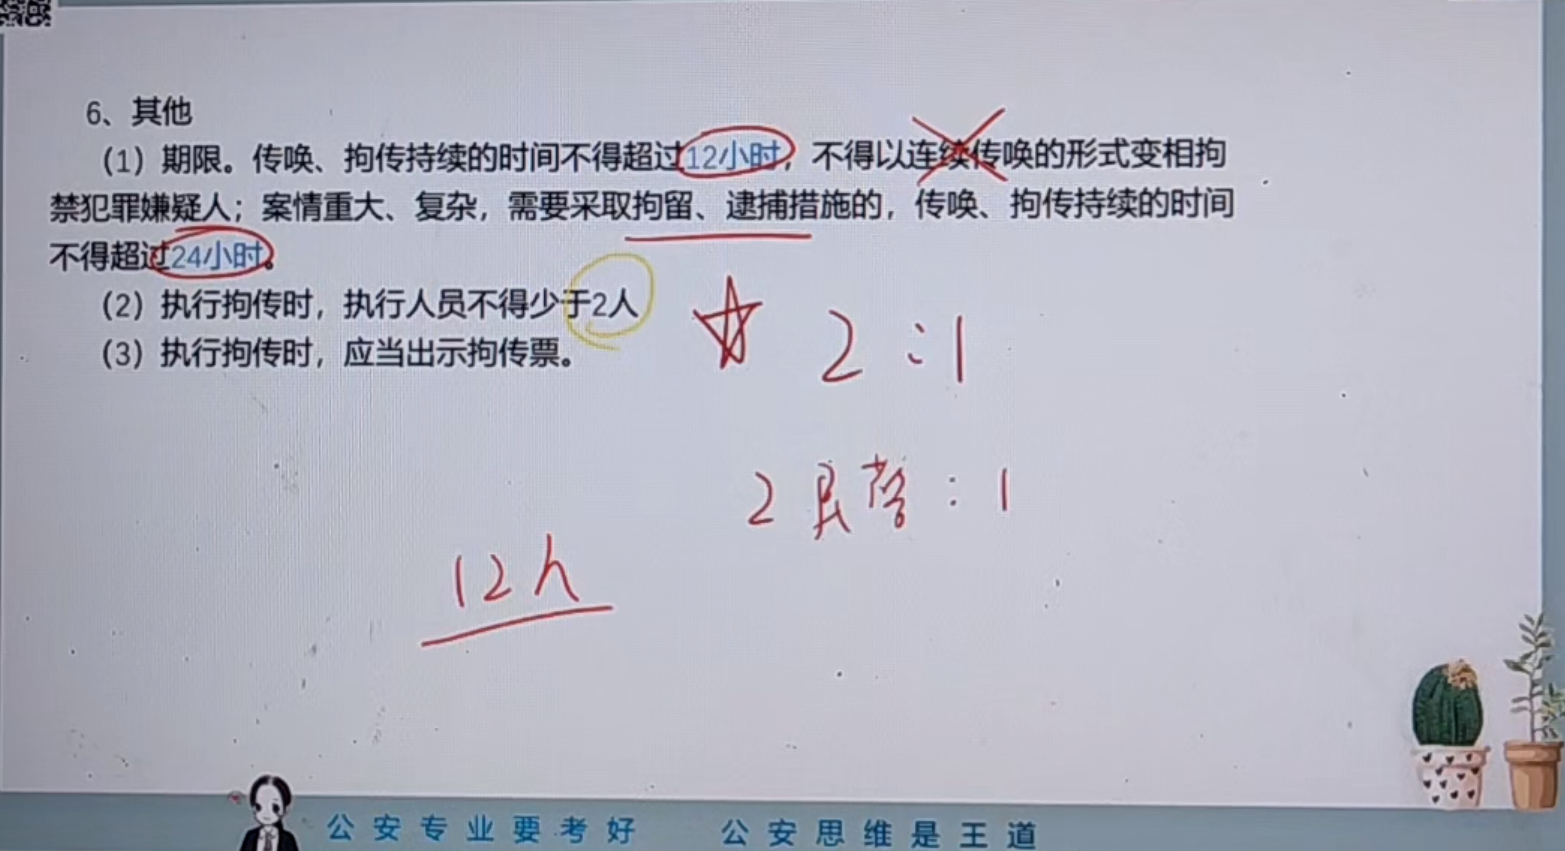 6、其他
（1）期限。传唤、拘传持续的时间不得超过12小时，不得以连续传唤的形式变相拘
禁犯罪嫌疑人；案情重大、复杂，需要采取拘留、逮捕措施的，传唤、拘传持续的时间
不得超过24小时。
（2）执行拘传时，执行人员不得少于2人
（3）执行拘传时，应当出示拘传票。
2:1
2民警:1
12h
公安专业要考好 公安思维是王道